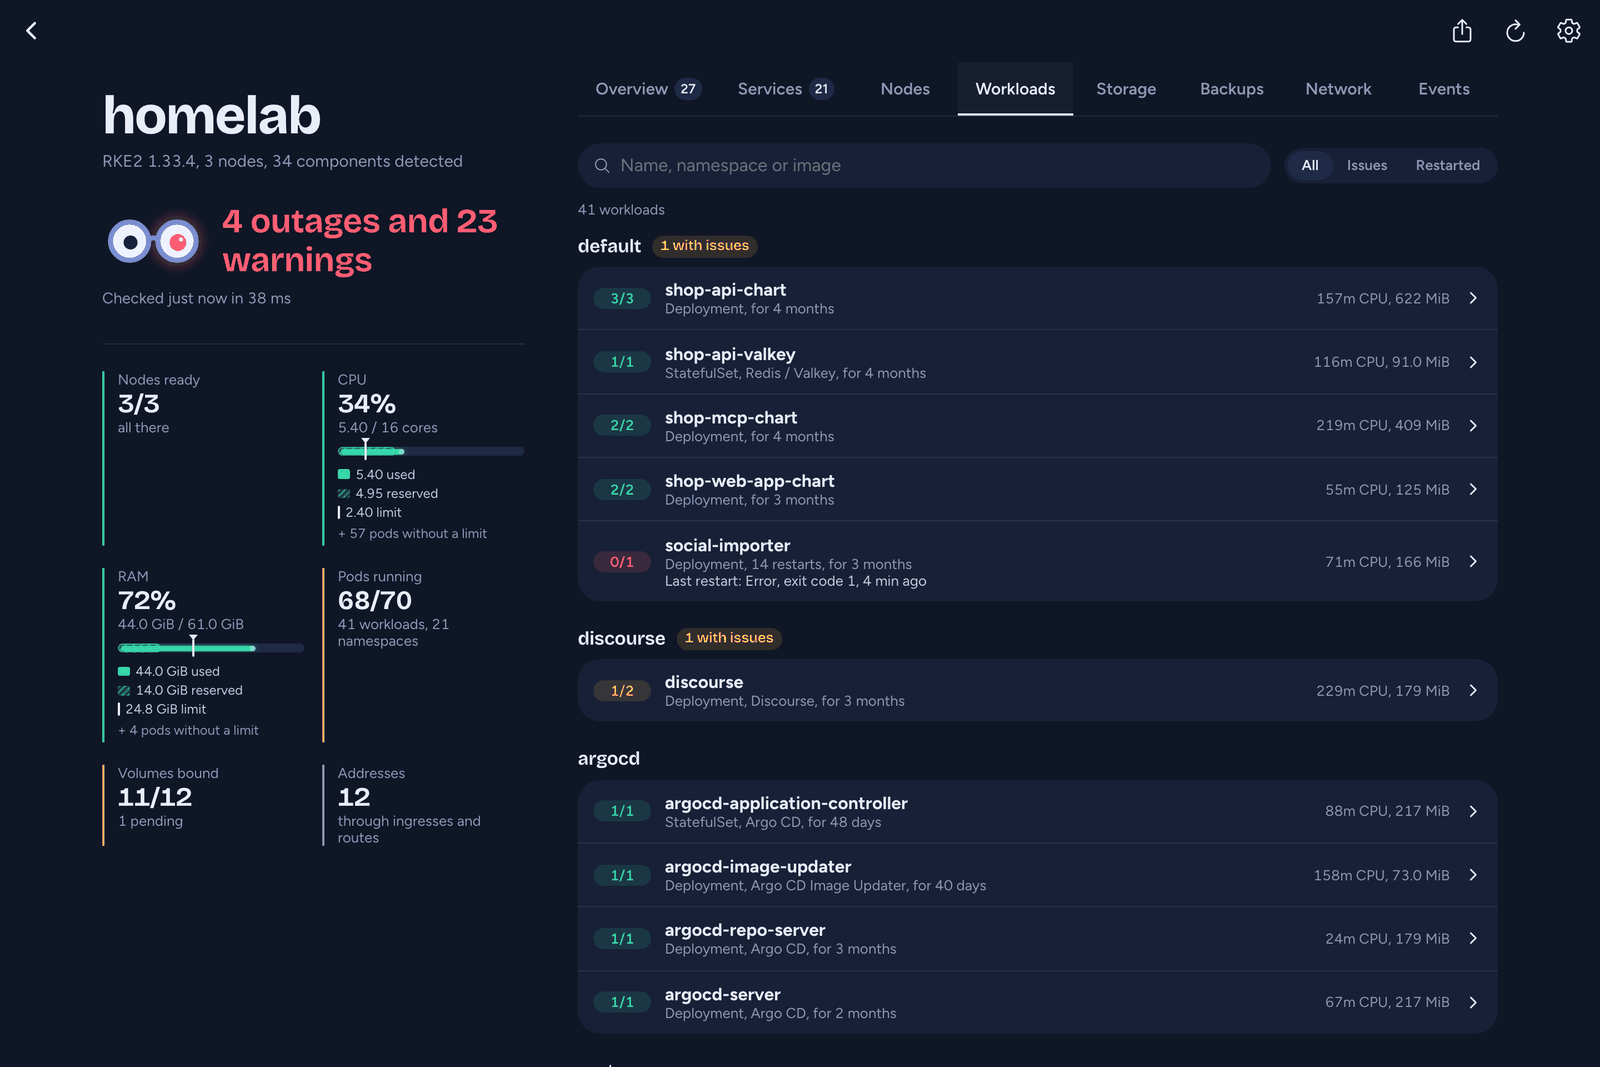 homelab
RKE2 1.33.4, 3 nodes, 34 components detected
4 outages and 23
warnings
Checked just now in 38 ms
Nodes ready
3/3
all there
CPU
34%
5.40 / 16 cores
5.40 used
4.95 reserved
2.40 limit
+ 57 pods without a limit
RAM
72%
44.0 GiB / 61.0 GiB
44.0 GiB used
14.0 GiB reserved
24.8 GiB limit
+ 4 pods without a limit
Pods running
68/70
41 workloads, 21
namespaces
Volumes bound
11/12
1 pending
Addresses
12
through ingresses and
routes
Overview 27 Services 21 Nodes Workloads Storage Backups Network Events
Name, namespace or image
All Issues Restarted
41 workloads
default 1 with issues
3/3 shop-api-chart 157m CPU, 622 MiB
Deployment, for 4 months
1/1 shop-api-valkey 116m CPU, 91.0 MiB
StatefulSet, Redis / Valkey, for 4 months
2/2 shop-mcp-chart 219m CPU, 409 MiB
Deployment, for 4 months
2/2 shop-web-app-chart 55m CPU, 125 MiB
Deployment, for 3 months
0/1 social-importer 71m CPU, 166 MiB
Deployment, 14 restarts, for 3 months
Last restart: Error, exit code 1, 4 min ago
discourse 1 with issues
1/2 discourse 229m CPU, 179 MiB
Deployment, Discourse, for 3 months
argocd
1/1 argocd-application-controller 88m CPU, 217 MiB
StatefulSet, Argo CD, for 48 days
1/1 argocd-image-updater 158m CPU, 73.0 MiB
Deployment, Argo CD Image Updater, for 40 days
1/1 argocd-repo-server 24m CPU, 179 MiB
Deployment, Argo CD, for 3 months
1/1 argocd-server 67m CPU, 217 MiB
Deployment, Argo CD, for 2 months